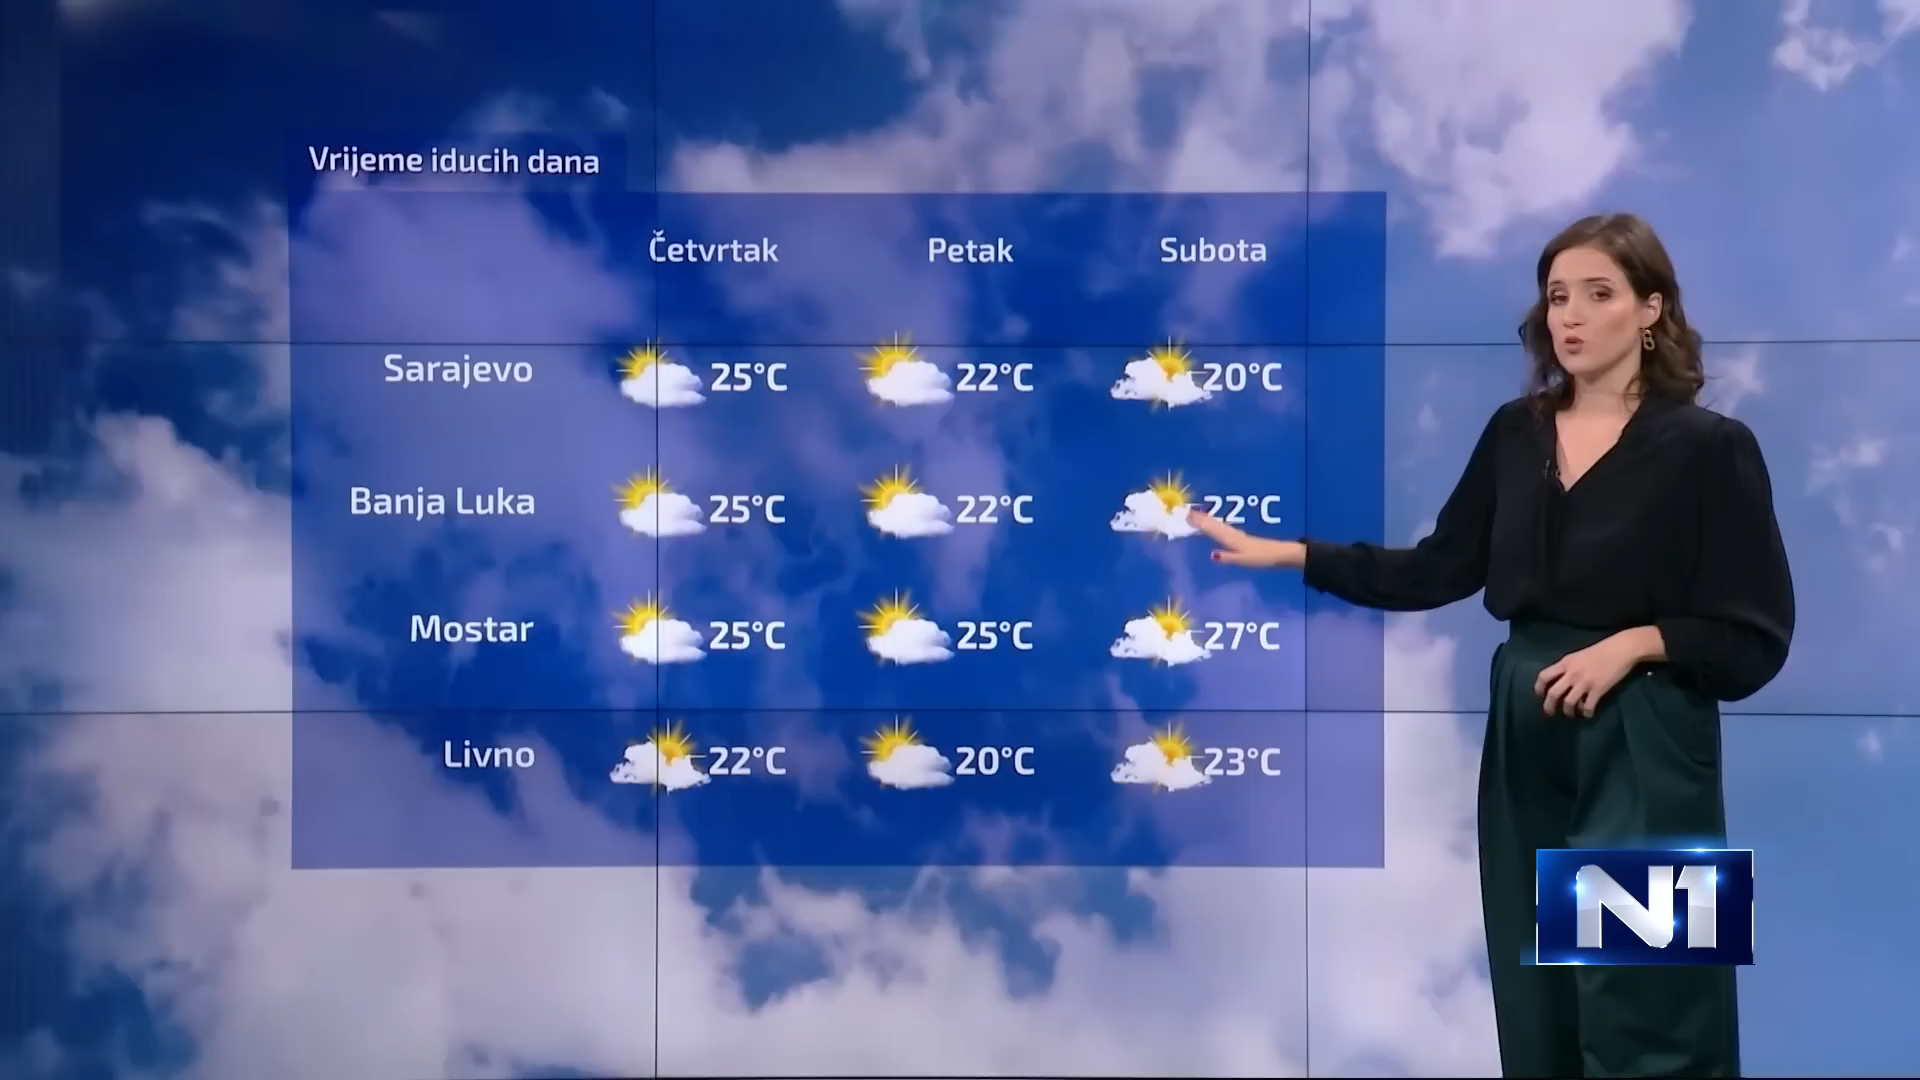 Vrijeme iducih dana
Četvrtak Petak Subota
Sarajevo 25°C 22°C 20°C
Banja Luka 25°C 22°C 22°C
Mostar 25°C 25°C 27°C
Livno 22°C 20°C 23°C
N1